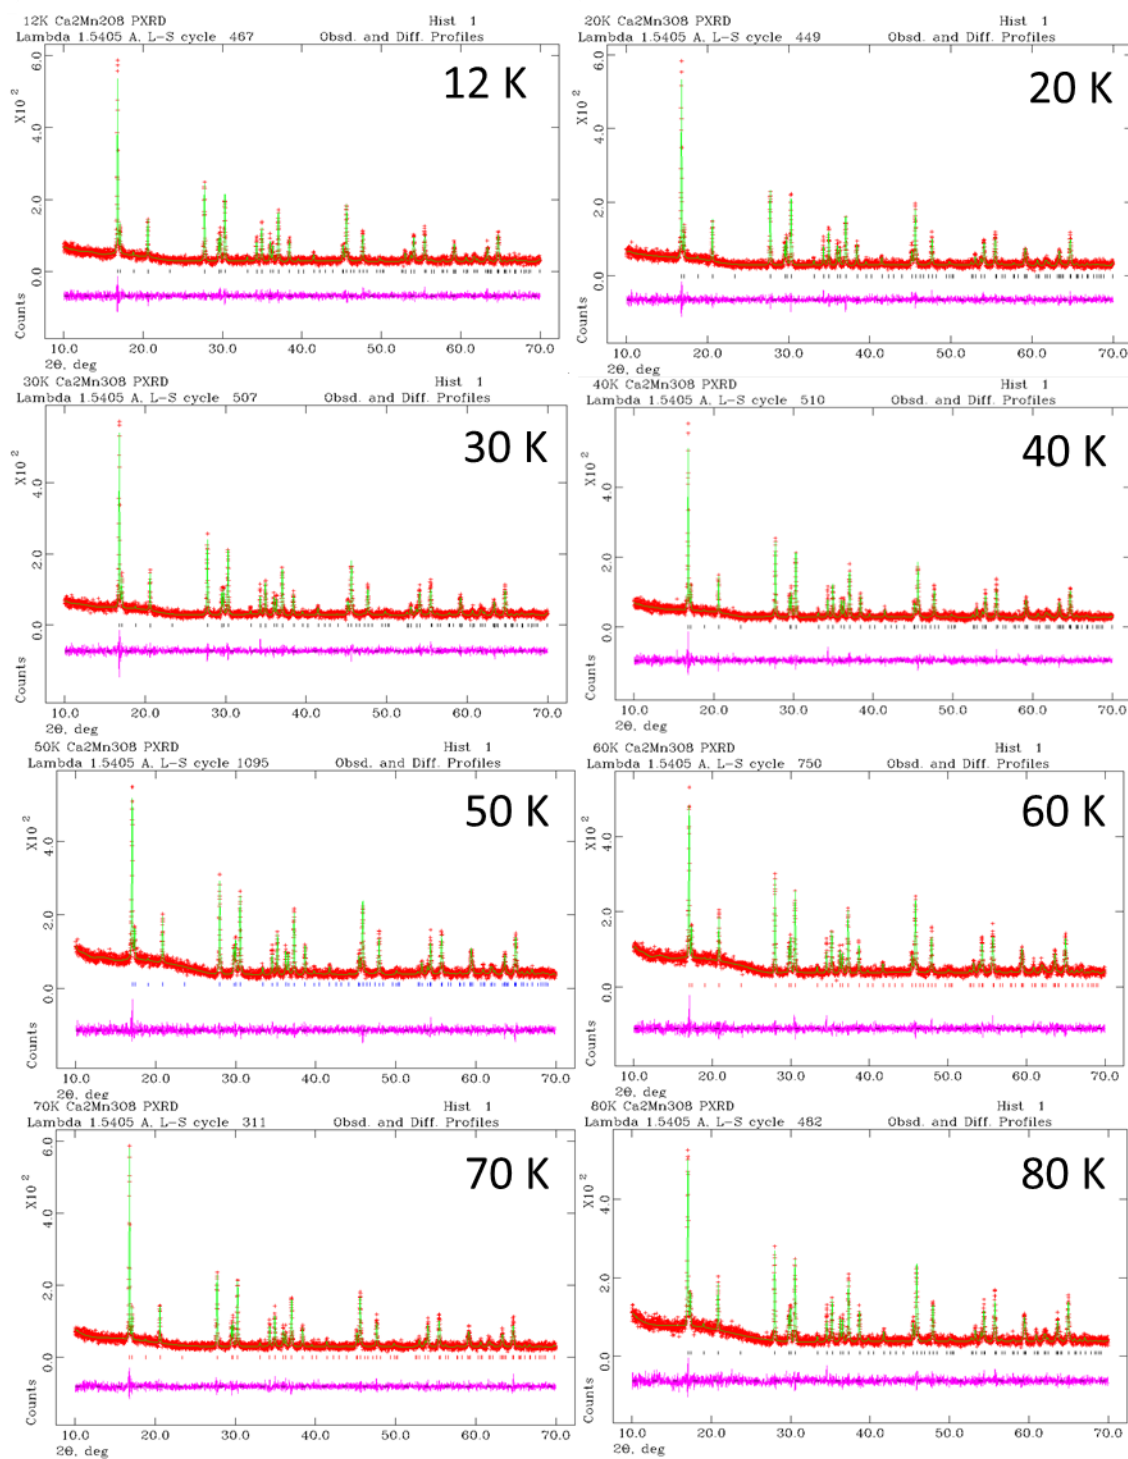 12K Ca2Mn2O8 PXRD Hist 1
Lambda 1.5405 A, L-S cycle 467 Obsd. and Diff. Profiles
12 K
X10 2
6.0
4.0
2.0
0.0
Counts
10.0 20.0 30.0 40.0 50.0 60.0 70.0
2θ, deg
20K Ca2Mn3O8 PXRD Hist 1
Lambda 1.5405 A, L-S cycle 449 Obsd. and Diff. Profiles
20 K
X10 2
6.0
4.0
2.0
0.0
Counts
10.0 20.0 30.0 40.0 50.0 60.0 70.0
2θ, deg
30K Ca2Mn3O8 PXRD Hist 1
Lambda 1.5405 A, L-S cycle 507 Obsd. and Diff. Profiles
30 K
X10 2
4.0
2.0
0.0
Counts
10.0 20.0 30.0 40.0 50.0 60.0 70.0
2θ, deg
40K Ca2Mn3O8 PXRD Hist 1
Lambda 1.5405 A, L-S cycle 510 Obsd. and Diff. Profiles
40 K
X10 2
4.0
2.0
0.0
Counts
10.0 20.0 30.0 40.0 50.0 60.0 70.0
2θ, deg
50K Ca2Mn3O8 PXRD Hist 1
Lambda 1.5405 A, L-S cycle 1095 Obsd. and Diff. Profiles
50 K
X10 2
4.0
2.0
0.0
Counts
10.0 20.0 30.0 40.0 50.0 60.0 70.0
2θ, deg
60K Ca2Mn3O8 PXRD Hist 1
Lambda 1.5405 A, L-S cycle 750 Obsd. and Diff. Profiles
60 K
X10 2
4.0
2.0
0.0
Counts
10.0 20.0 30.0 40.0 50.0 60.0 70.0
2θ, deg
70K Ca2Mn3O8 PXRD Hist 1
Lambda 1.5405 A, L-S cycle 311 Obsd. and Diff. Profiles
70 K
X10 2
6.0
4.0
2.0
0.0
Counts
10.0 20.0 30.0 40.0 50.0 60.0 70.0
2θ, deg
80K Ca2Mn3O8 PXRD Hist 1
Lambda 1.5405 A, L-S cycle 482 Obsd. and Diff. Profiles
80 K
X10 2
4.0
2.0
0.0
Counts
10.0 20.0 30.0 40.0 50.0 60.0 70.0
2θ, deg